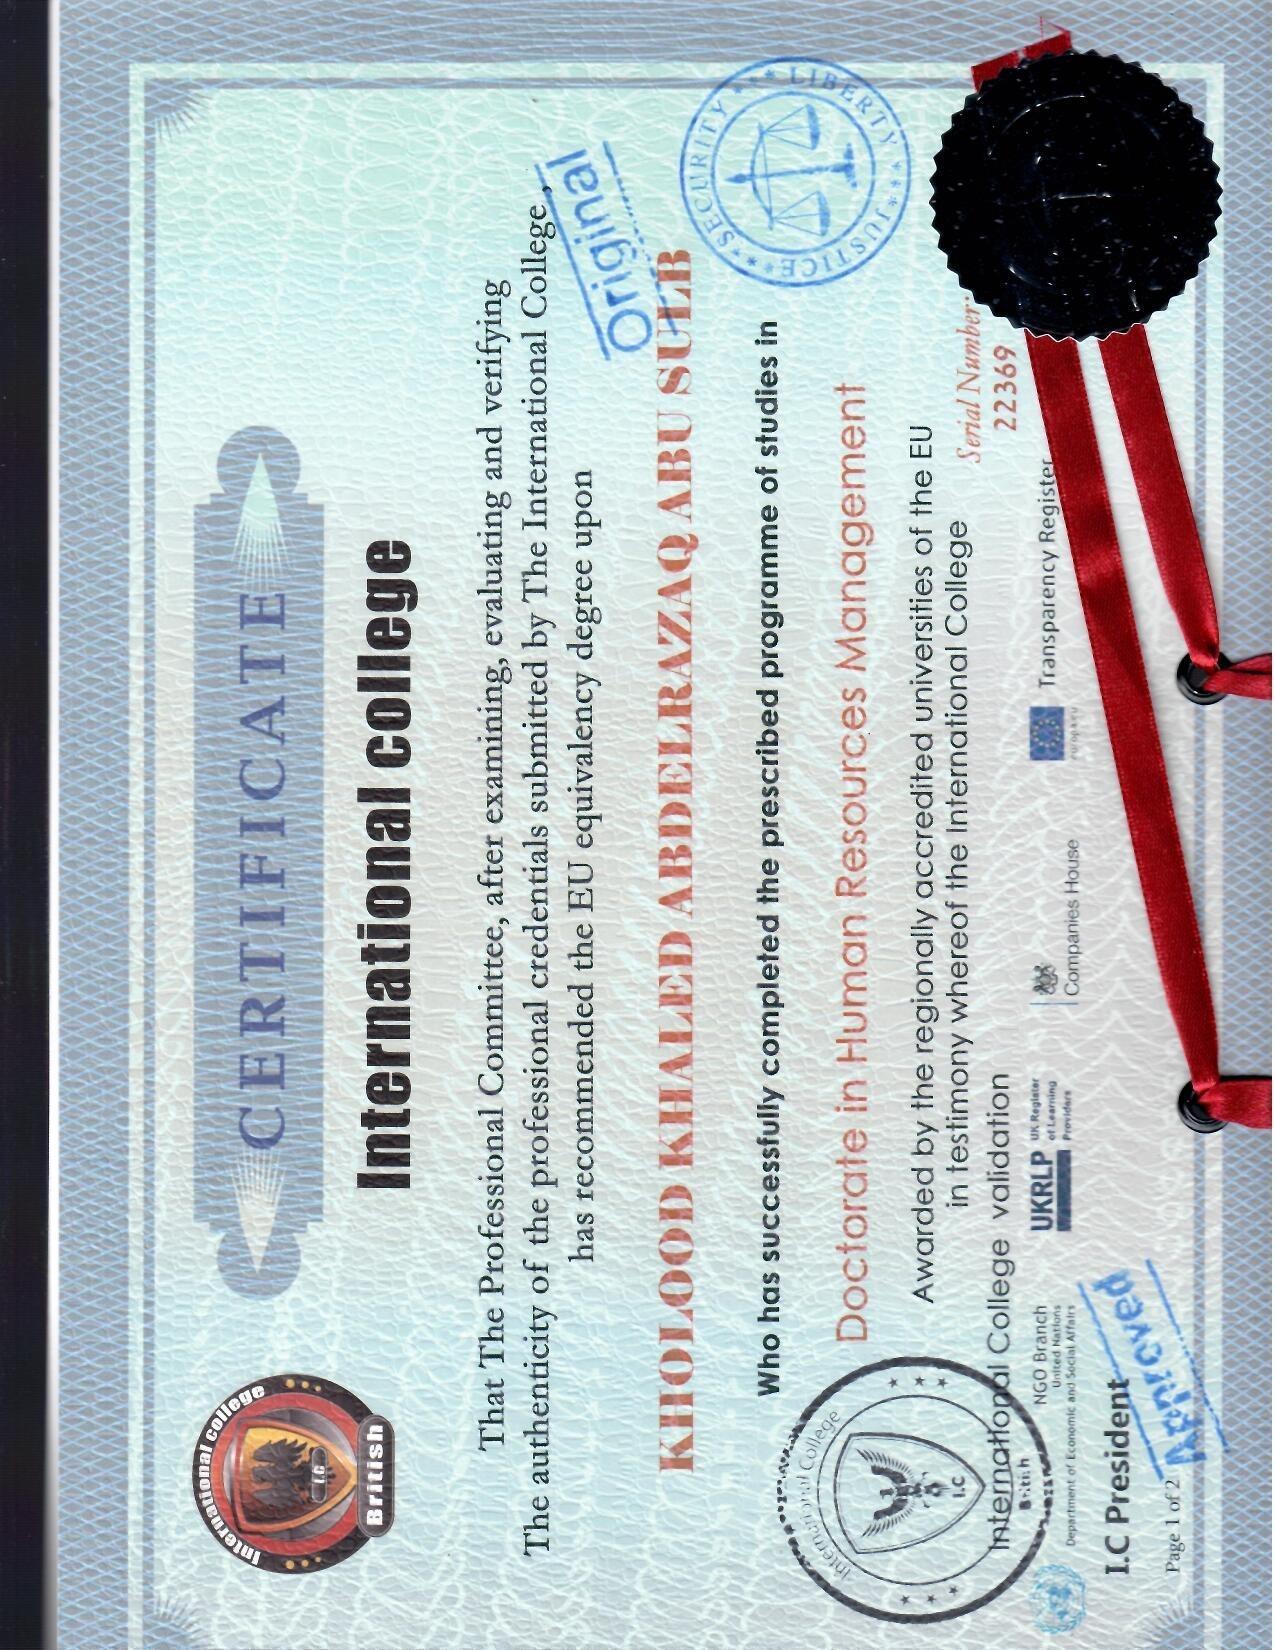 International college
I.C
British
CERTIFICATE
International college
That The Professional Committee, after examining, evaluating and verifying
The authenticity of the professional credentials submitted by The International College ,
has recommended the EU equivalency degree upon
Original
KHOLOOD KHALED ABDELRAZAQ ABU SULB
SECURITY
LIBERTY
JUSTICE
Who has successfully completed the prescribed programme of studies in
International College
I.C
British
Doctorate in Human Resources Management
Awarded by the regionally accredited universities of the EU
in testimony whereof the International College
Serial Number:
22369
International College validation
NGO Branch
United Nations
Department of Economic and Social Affairs
UKRLP
UK Register
of Learning
Providers
Companies House
europa.eu
Transparency Register
I.C President
Approved
Page 1 of 2